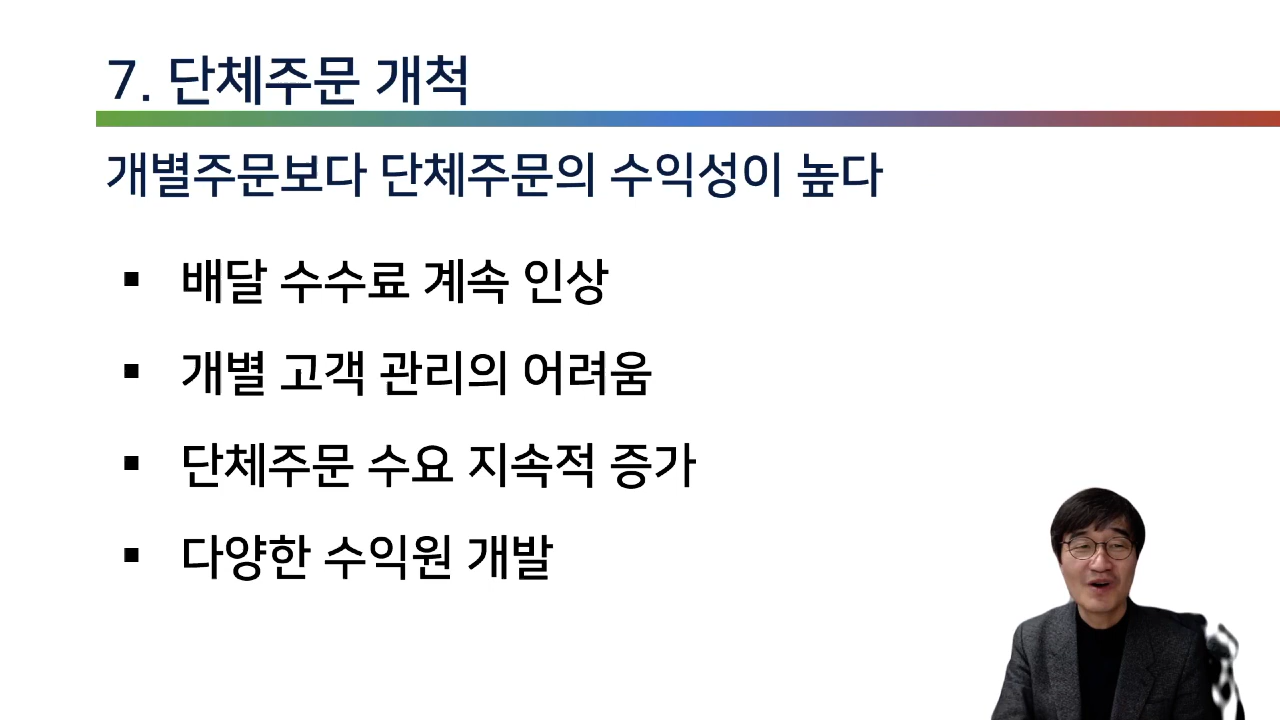 7. 단체주문 개척
개별주문보다 단체주문의 수익성이 높다
▪ 배달 수수료 계속 인상
▪ 개별 고객 관리의 어려움
▪ 단체주문 수요 지속적 증가
▪ 다양한 수익원 개발